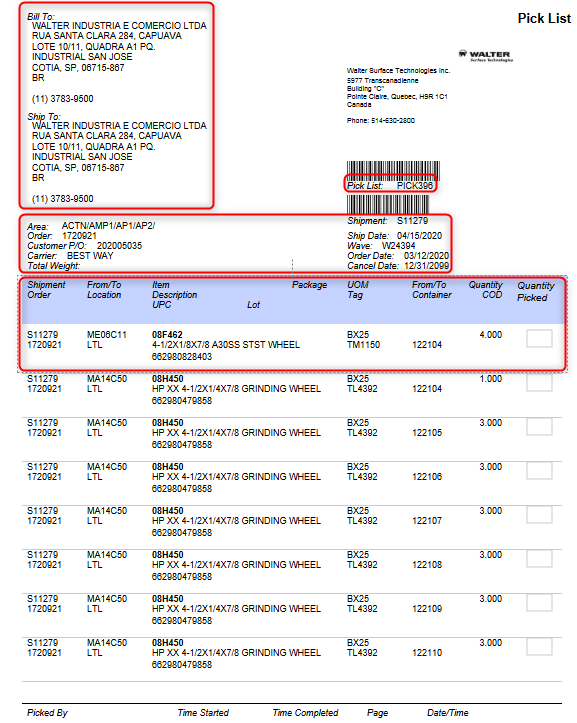 Pick List
Bill To:
WALTER INDUSTRIA E COMERCIO LTDA
RUA SANTA CLARA 284, CAPUAVA
LOTE 10/11, QUADRA A1 PQ.
INDUSTRIAL SAN JOSE
COTIA, SP, 06715-867
BR
(11) 3783-9500
Ship To:
WALTER INDUSTRIA E COMERCIO LTDA
RUA SANTA CLARA 284, CAPUAVA
LOTE 10/11, QUADRA A1 PQ.
INDUSTRIAL SAN JOSE
COTIA, SP, 06715-867
BR
(11) 3783-9500
WALTER
Surface Technologies
Walter Surface Technologies Inc.
5977 Transcanadienne
Building "C"
Pointe Claire, Quebec, H9R 1C1
Canada
Phone: 514-630-2800
Pick List: PICK396
Shipment: S11279
Area: ACTN/AMP1/AP1/AP2/
Order: 1720921 Ship Date: 04/15/2020
Customer P/O: 202005035 Wave: W24394
Carrier: BEST WAY Order Date: 03/12/2020
Total Weight: Cancel Date: 12/31/2099
Shipment From/To Item Package UOM From/To Quantity Quantity
Order Location Description Tag Container COD Picked
UPC Lot
S11279 ME06C11 08F462 BX25 4.000
1720921 LTL 4-1/2X1/8X7/8 A30SS STST WHEEL TM1150 122104
662980828403
S11279 MA14C50 08H450 BX25 1.000
1720921 LTL HP XX 4-1/2X1/4X7/8 GRINDING WHEEL TL4392 122104
662980479858
S11279 MA14C50 08H450 BX25 3.000
1720921 LTL HP XX 4-1/2X1/4X7/8 GRINDING WHEEL TL4392 122105
662980479858
S11279 MA14C50 08H450 BX25 3.000
1720921 LTL HP XX 4-1/2X1/4X7/8 GRINDING WHEEL TL4392 122106
662980479858
S11279 MA14C50 08H450 BX25 3.000
1720921 LTL HP XX 4-1/2X1/4X7/8 GRINDING WHEEL TL4392 122107
662980479858
S11279 MA14C50 08H450 BX25 3.000
1720921 LTL HP XX 4-1/2X1/4X7/8 GRINDING WHEEL TL4392 122108
662980479858
S11279 MA14C50 08H450 BX25 3.000
1720921 LTL HP XX 4-1/2X1/4X7/8 GRINDING WHEEL TL4392 122109
662980479858
S11279 MA14C50 08H450 BX25 3.000
1720921 LTL HP XX 4-1/2X1/4X7/8 GRINDING WHEEL TL4392 122110
662980479858
Picked By Time Started Time Completed Page Date/Time